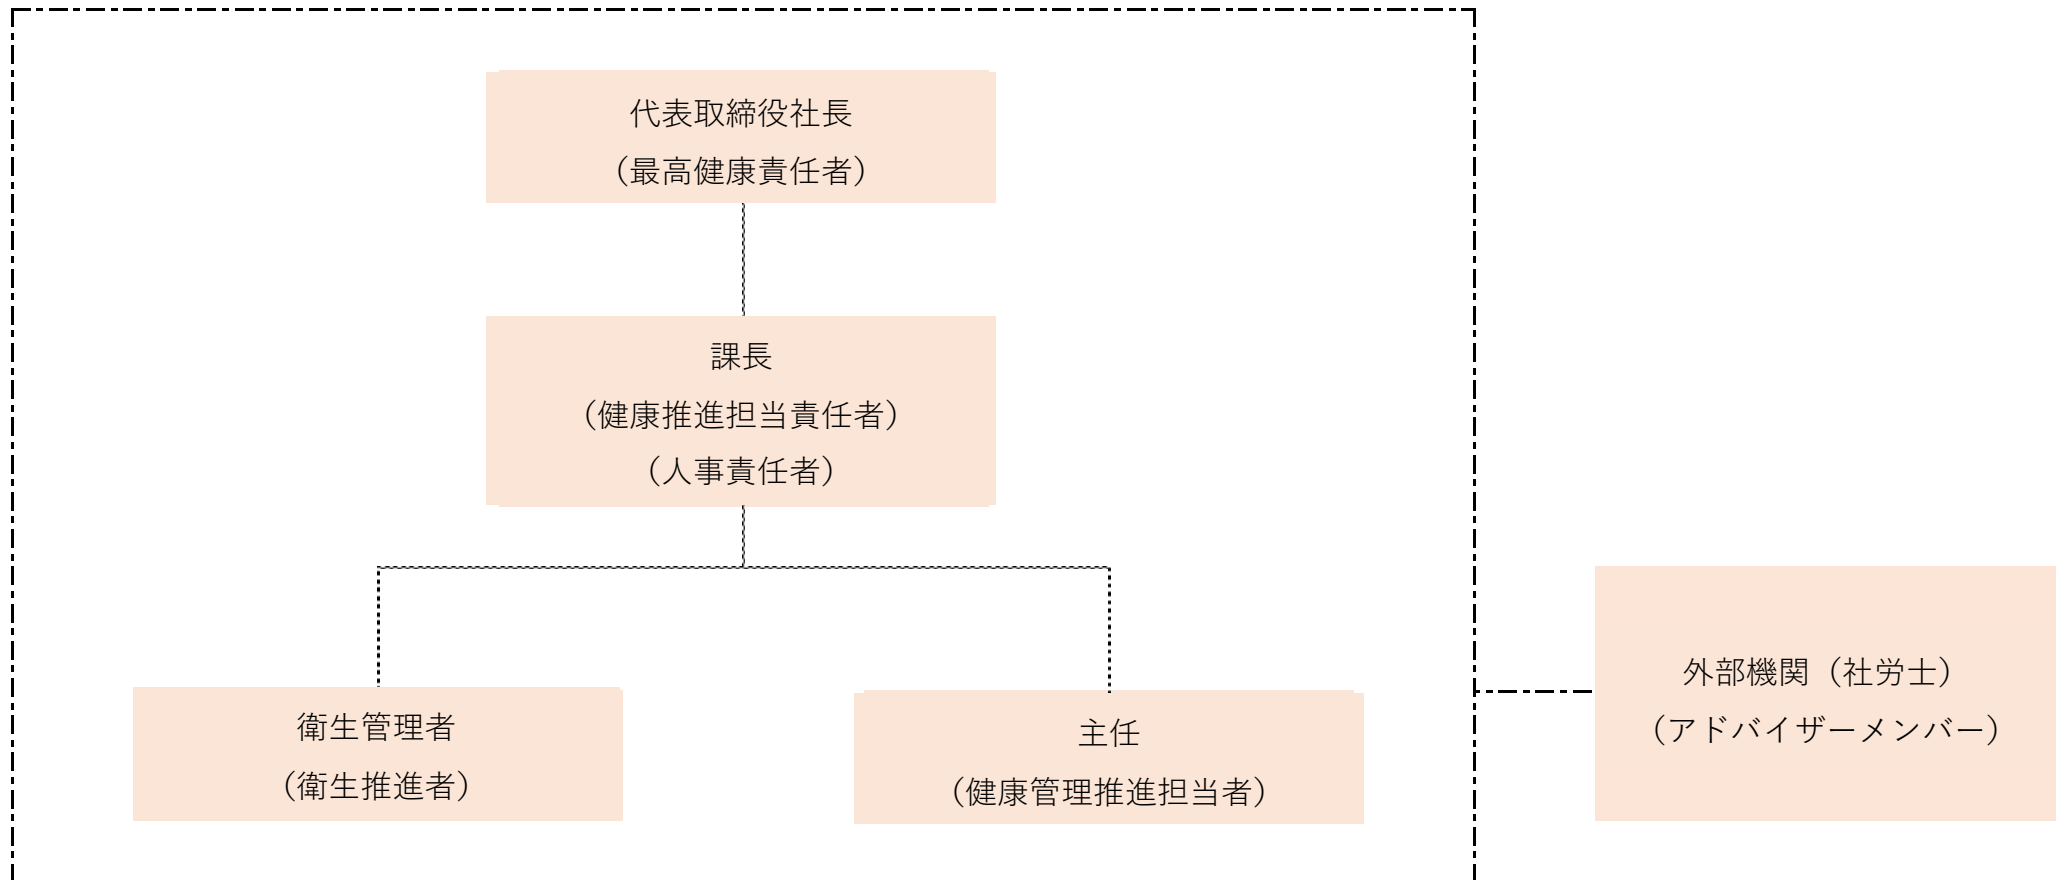 代表取締役社長
（最高健康責任者）
課長
（健康推進担当責任者）
（人事責任者）
衛生管理者
（衛生推進者）
主任
（健康管理推進担当者）
外部機関（社労士）
（アドバイザーメンバー）